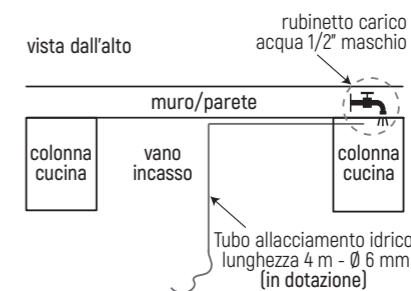 rubinetto carico
acqua 1/2" maschio
vista dall'alto
muro/parete
colonna
cucina
vano
incasso
colonna
cucina
Tubo allacciamento idrico
lunghezza 4 m - Ø 6 mm
(in dotazione)